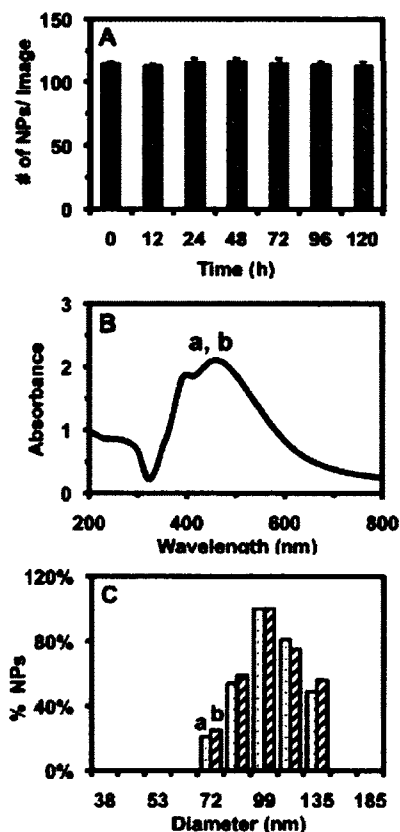 A
150
100
50
0
# of NPs/ Image
0 12 24 48 72 96 120
Time (h)
B
a, b
3
2
1
0
Absorbance
200 400 600 800
Wavelength (nm)
C
120%
80%
40%
0%
% NPs
a b
38 53 72 99 135 185
Diameter (nm)